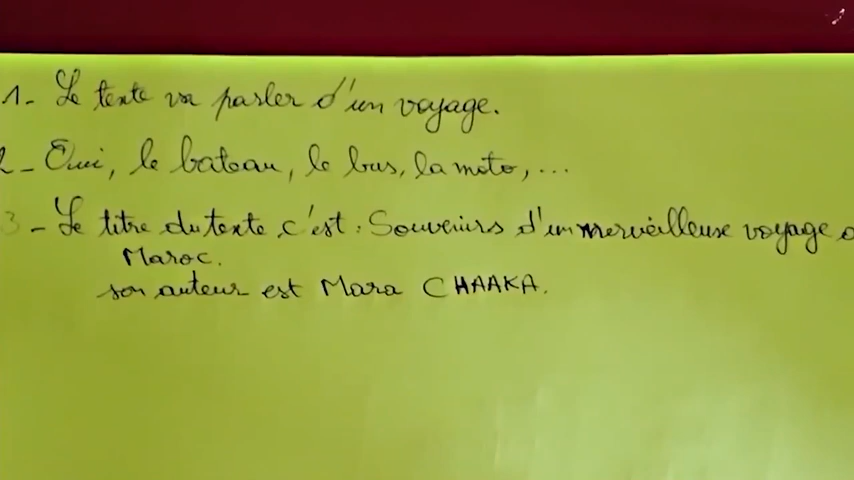 1- Le texte va parler d'un voyage.
2- Oui, le bateau, le bus, la moto,...
3- Le titre du texte c'est : Souvenirs d'un merveilleuse voyage
Maroc.
son auteur est Mara CHAAKA.